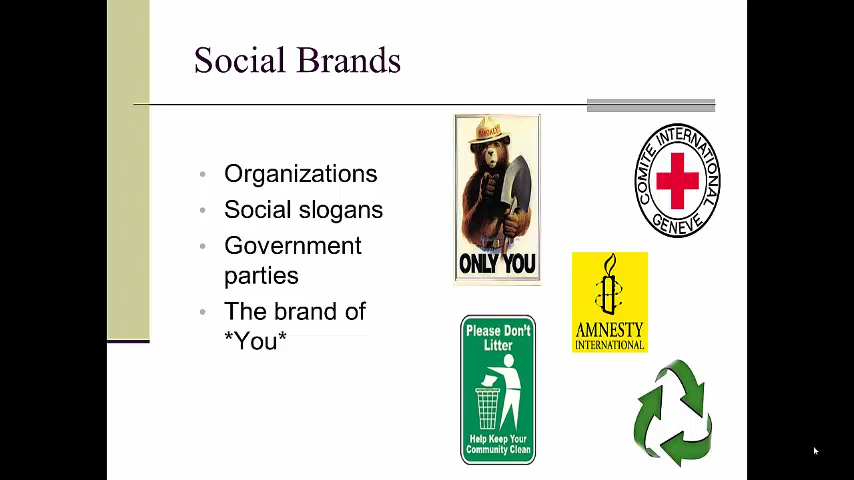 Social Brands
Organizations
Social slogans
Government
parties
The brand of
*You*
SMOKEY
ONLY YOU
COMITE INTERNATIONAL
GENEVE
AMNESTY
INTERNATIONAL
Please Don't
Litter
Help Keep Your
Community Clean